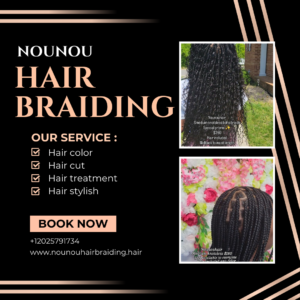 NOUNOU
HAIR
BRAIDING
OUR SERVICE :
Hair color
Hair cut
Hair treatment
Hair stylish
BOOK NOW
+12025791734
www.nounouhairbraiding.hair